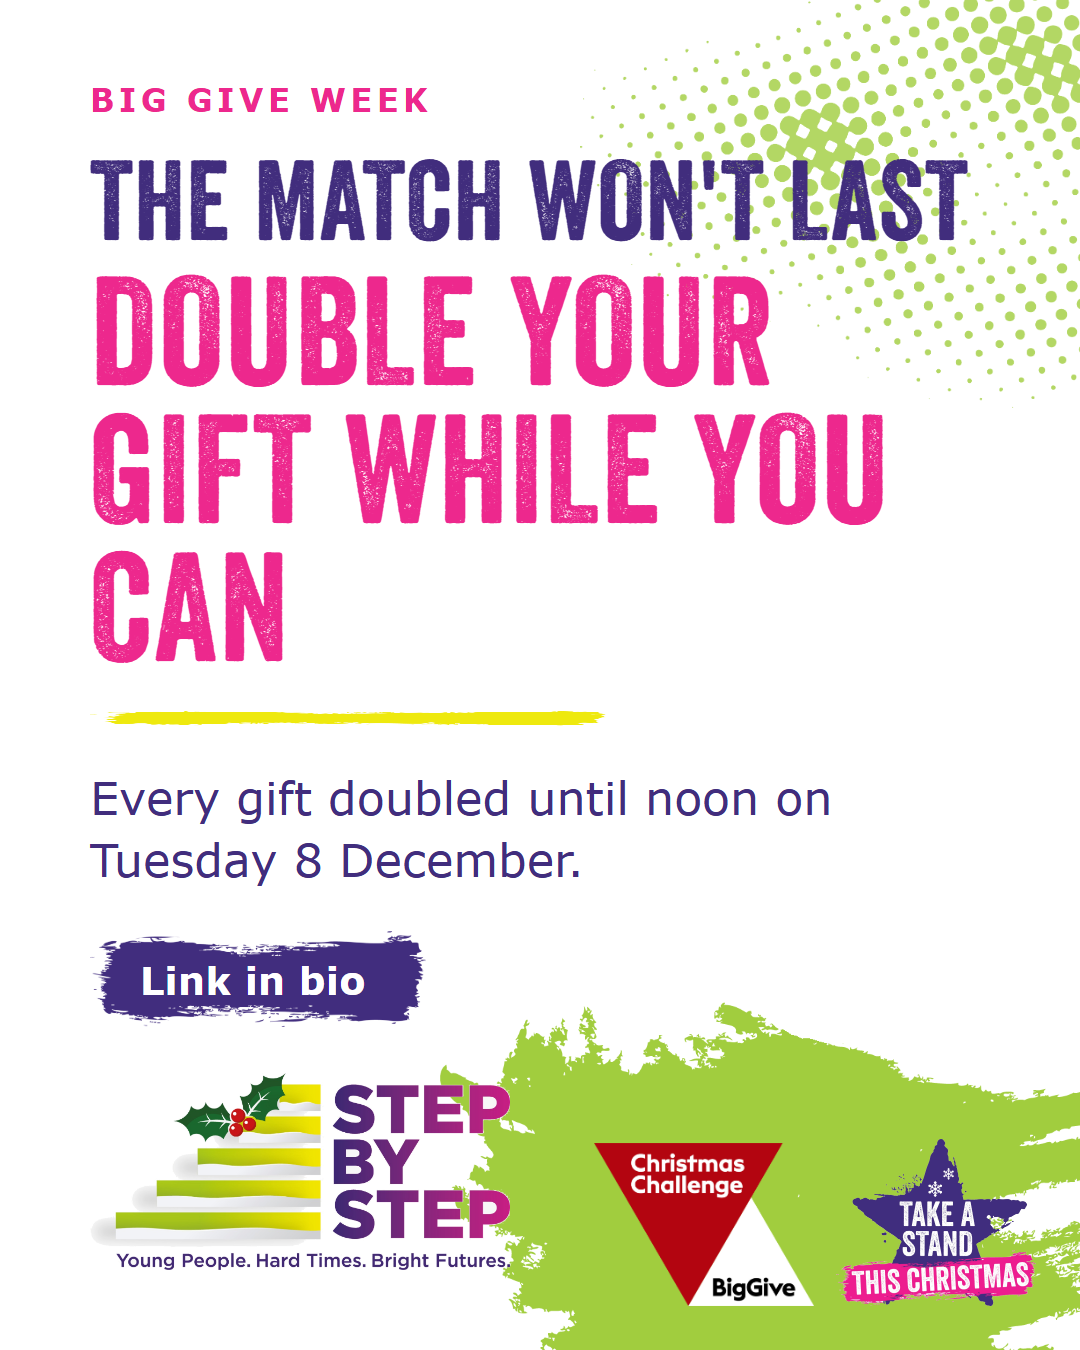 BIG GIVE WEEK
THE MATCH WON'T LAST
DOUBLE YOUR
GIFT WHILE YOU
CAN
Every gift doubled until noon on
Tuesday 8 December.
Link in bio
STEP
BY
STEP
Young People. Hard Times. Bright Futures.
Christmas
Challenge
BigGive
TAKE A
STAND
THIS CHRISTMAS